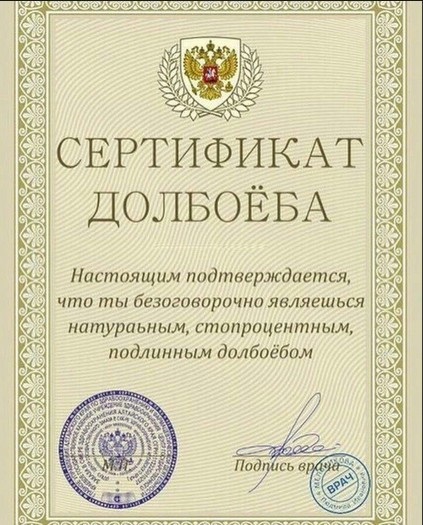 СЕРТИФИКАТ
ДОЛБОЁБА
Настоящим подтверждается,
что ты безоговорочно являешься
натураьным, стопроцентным,
подлинным долбоёбом
М.П.
Подпись врача
ВРАЧ